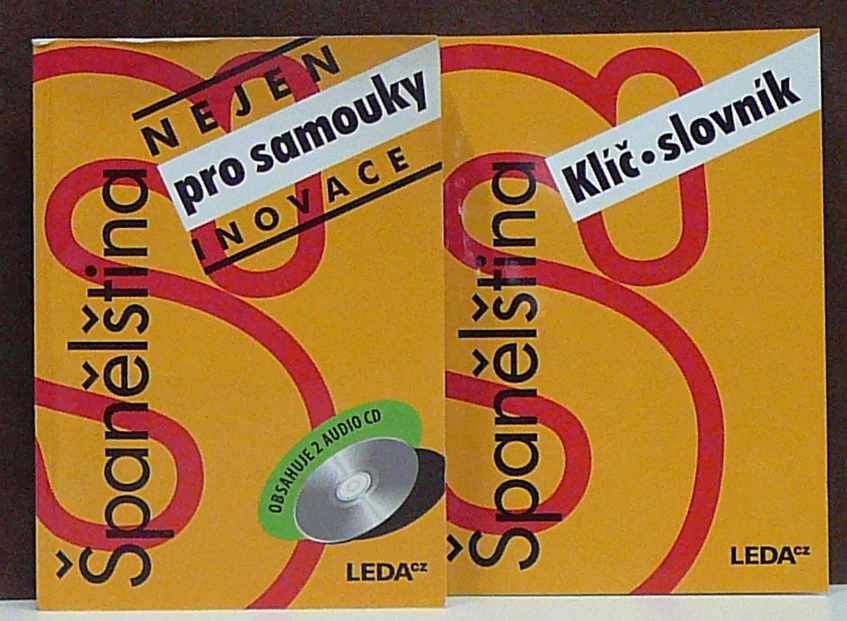 NEJEN
pro samouky
INOVACE
Španělština
OBSAHUJE 2 AUDIO CD
LEDA cz
Klíč • slovník
Španělština
LEDA cz